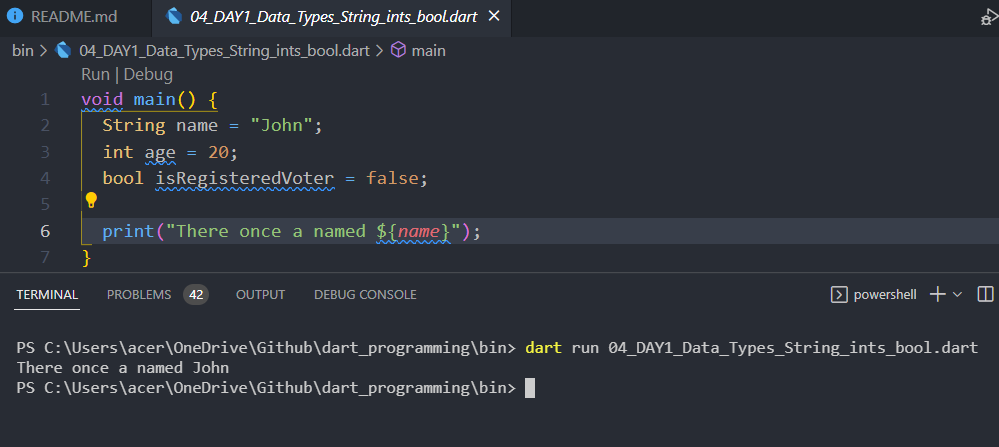 README.md 04_DAY1_Data_Types_String_ints_bool.dart
bin > 04_DAY1_Data_Types_String_ints_bool.dart > main
Run | Debug
1 void main() {
2 String name = "John";
3 int age = 20;
4 bool isRegisteredVoter = false;
5
6 print("There once a named ${name}");
7 }
TERMINAL PROBLEMS 42 OUTPUT DEBUG CONSOLE powershell
PS C:\Users\acer\OneDrive\Github\dart_programming\bin> dart run 04_DAY1_Data_Types_String_ints_bool.dart
There once a named John
PS C:\Users\acer\OneDrive\Github\dart_programming\bin>